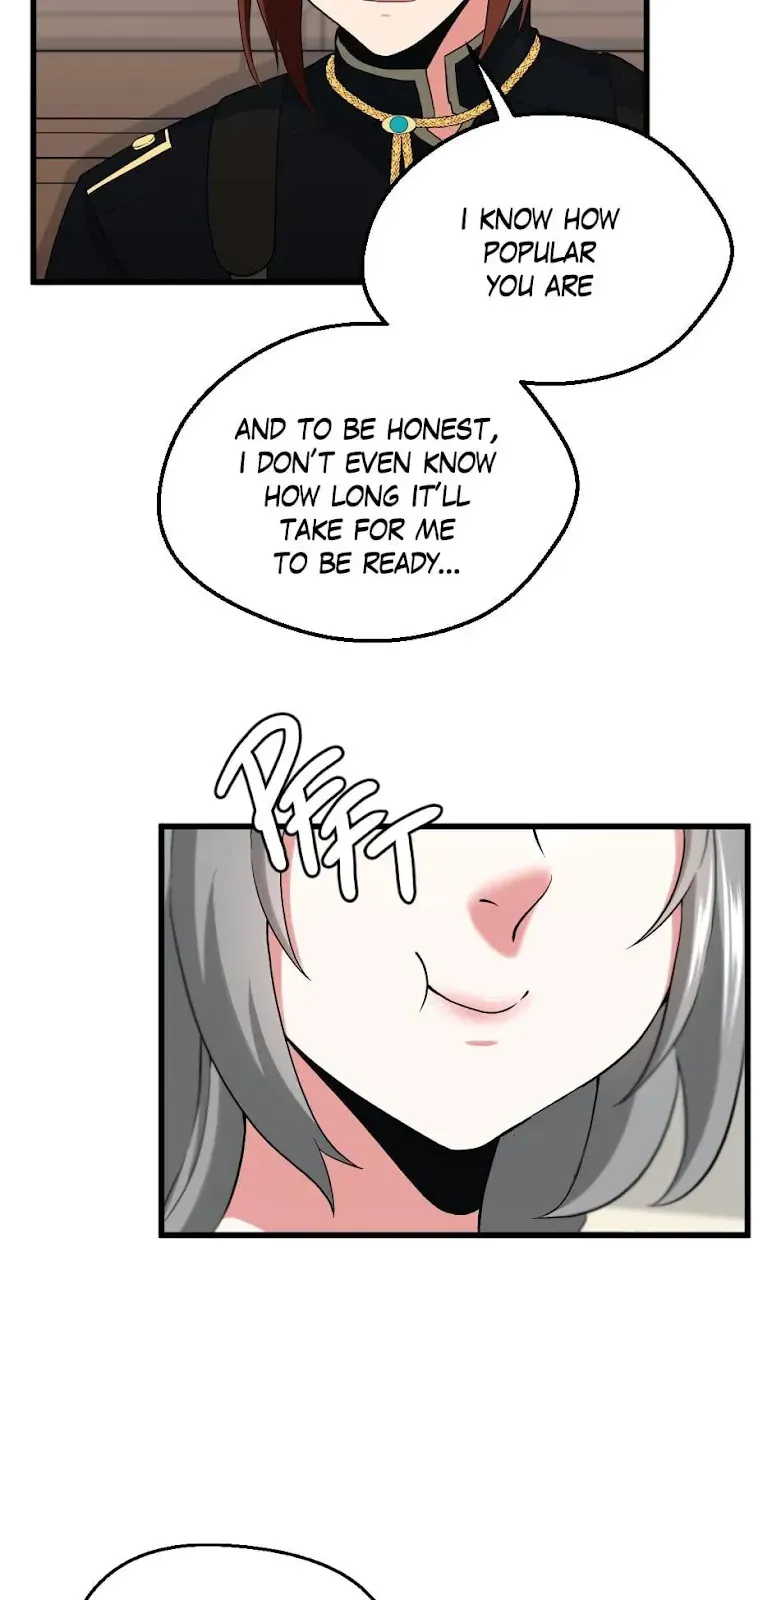 I KNOW HOW
POPULAR
YOU ARE
AND TO BE HONEST,
I DON'T EVEN KNOW
HOW LONG IT'LL
TAKE FOR ME
TO BE READY...
PFFT